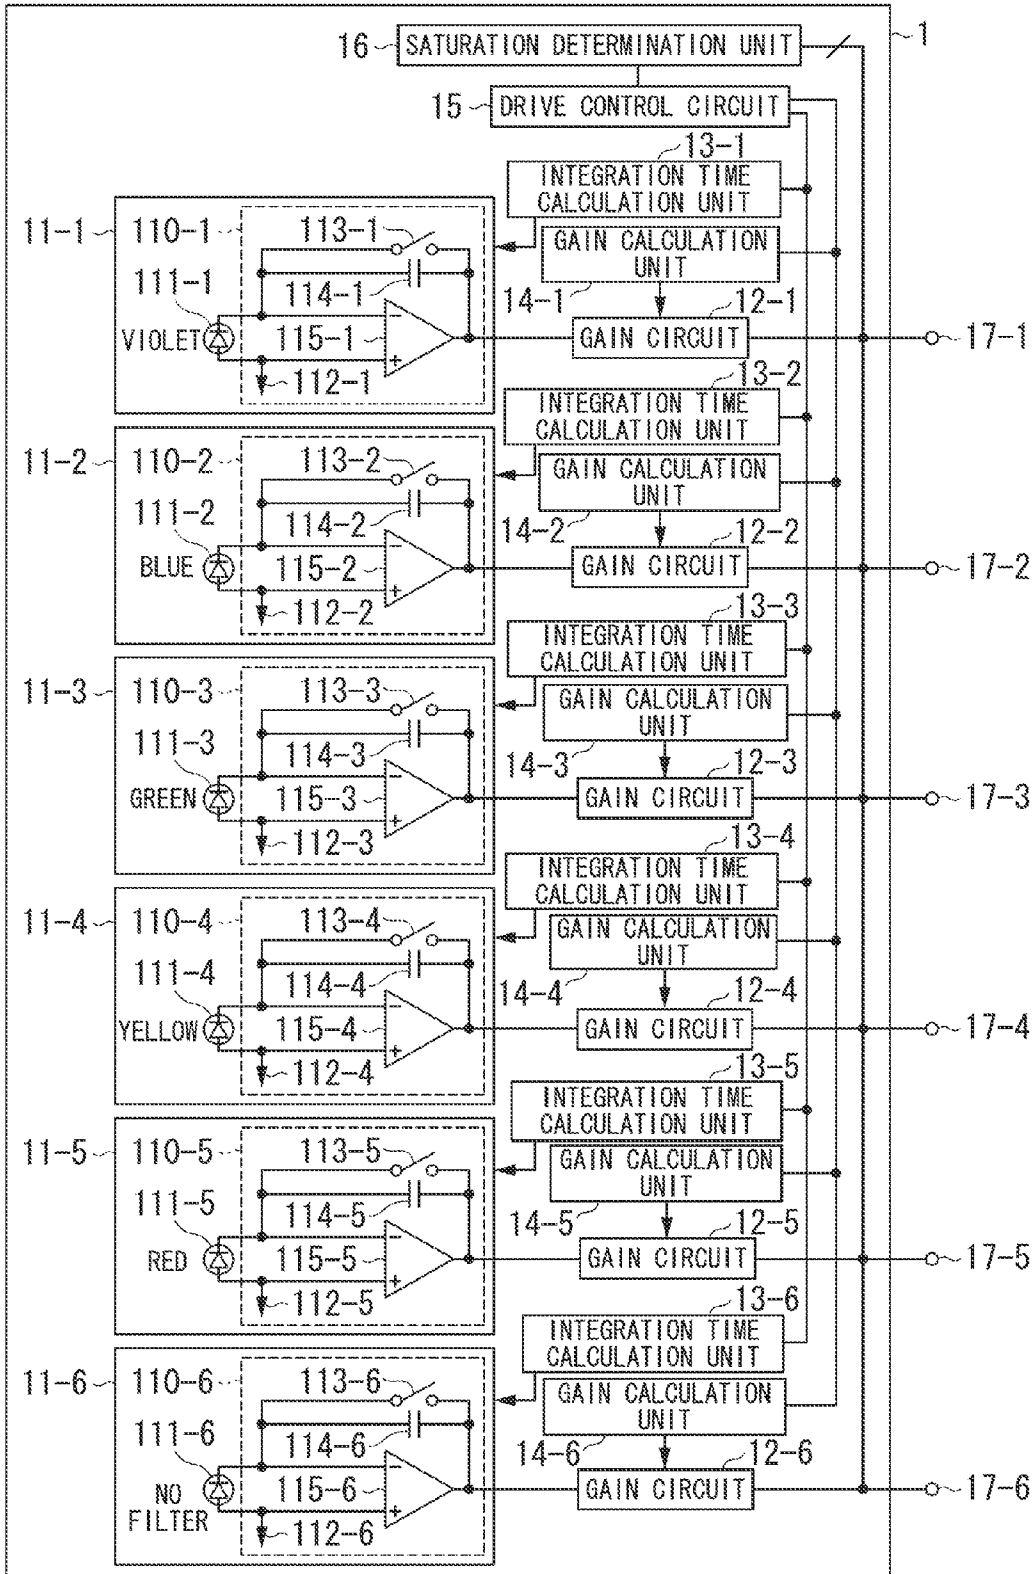 1
16 SATURATION DETERMINATION UNIT
15 DRIVE CONTROL CIRCUIT
13-1
INTEGRATION TIME
CALCULATION UNIT
11-1 110-1 113-1
GAIN CALCULATION
UNIT
111-1 114-1 14-1 12-1
VIOLET 115-1 GAIN CIRCUIT 17-1
112-1
13-2
INTEGRATION TIME
CALCULATION UNIT
11-2 110-2 113-2
GAIN CALCULATION
UNIT
111-2 114-2 14-2 12-2
BLUE 115-2 GAIN CIRCUIT 17-2
112-2
13-3
INTEGRATION TIME
CALCULATION UNIT
11-3 110-3 113-3
GAIN CALCULATION
UNIT
111-3 114-3 14-3 12-3
GREEN 115-3 GAIN CIRCUIT 17-3
112-3
13-4
INTEGRATION TIME
CALCULATION UNIT
11-4 110-4 113-4
GAIN CALCULATION
UNIT
111-4 114-4 14-4 12-4
YELLOW 115-4 GAIN CIRCUIT 17-4
112-4
13-5
INTEGRATION TIME
CALCULATION UNIT
11-5 110-5 113-5
GAIN CALCULATION
UNIT
111-5 114-5 14-5 12-5
RED 115-5 GAIN CIRCUIT 17-5
112-5
13-6
INTEGRATION TIME
CALCULATION UNIT
11-6 110-6 113-6
GAIN CALCULATION
UNIT
111-6 114-6 14-6 12-6
NO
FILTER 115-6 GAIN CIRCUIT 17-6
112-6